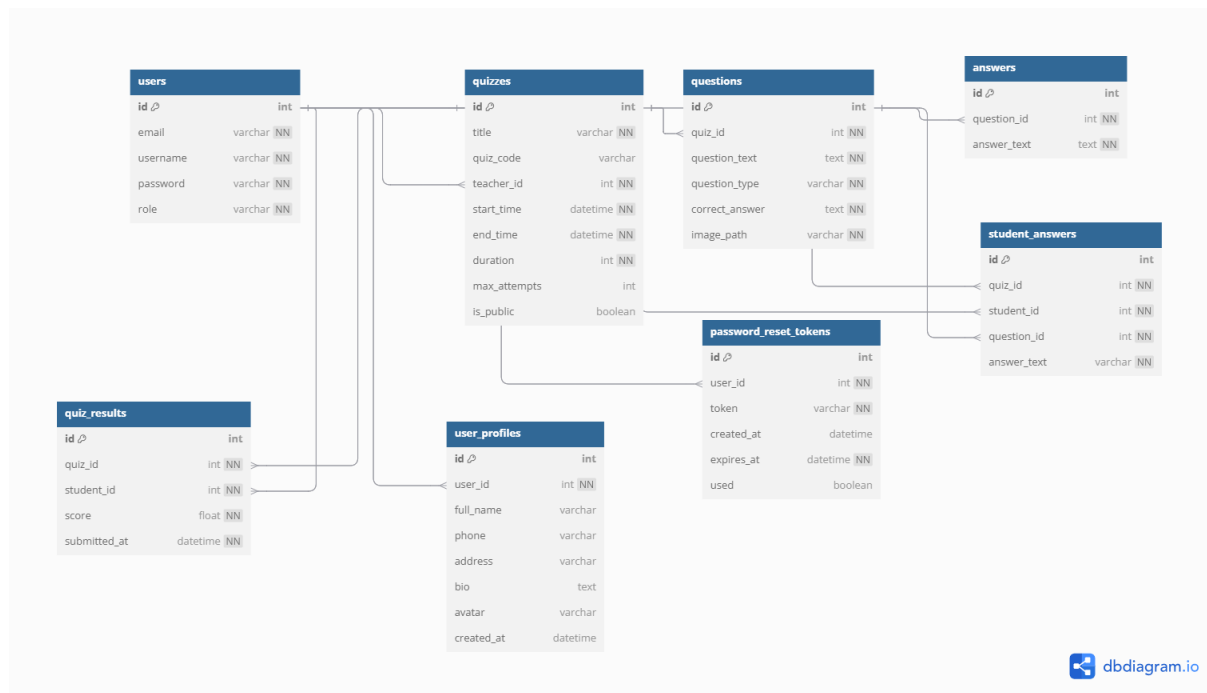 users
id int
email varchar NN
username varchar NN
password varchar NN
role varchar NN
quizzes
id int
title varchar NN
quiz_code varchar
teacher_id int NN
start_time datetime NN
end_time datetime NN
duration int NN
max_attempts int
is_public boolean
questions
id int
quiz_id int NN
question_text text NN
question_type varchar NN
correct_answer text NN
image_path varchar NN
answers
id int
question_id int NN
answer_text text NN
student_answers
id int
quiz_id int NN
student_id int NN
question_id int NN
answer_text varchar NN
password_reset_tokens
id int
user_id int NN
token varchar NN
created_at datetime
expires_at datetime NN
used boolean
quiz_results
id int
quiz_id int NN
student_id int NN
score float NN
submitted_at datetime NN
user_profiles
id int
user_id int NN
full_name varchar
phone varchar
address varchar
bio text
avatar varchar
created_at datetime
dbdiagram.io